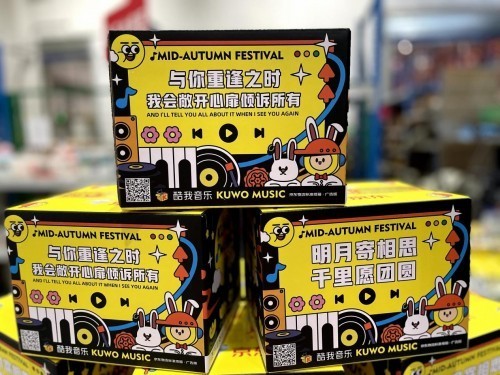 MID-AUTUMN FESTIVAL
与你重逢之时
我会敞开心扉倾诉所有
AND I'LL TELL YOU ALL ABOUT IT WHEN I SEE YOU AGAIN
酷我音乐 KUWO MUSIC
MID-AUTUMN FESTIVAL
与你重逢之时
我会敞开心扉倾诉所有
AND I'LL TELL YOU ALL ABOUT IT WHEN I SEE YOU AGAIN
酷我音乐 KUWO MUSIC
MID-AUTUMN FESTIVAL
明月寄相思
千里愿团圆
酷我音乐 KUWO MUSIC